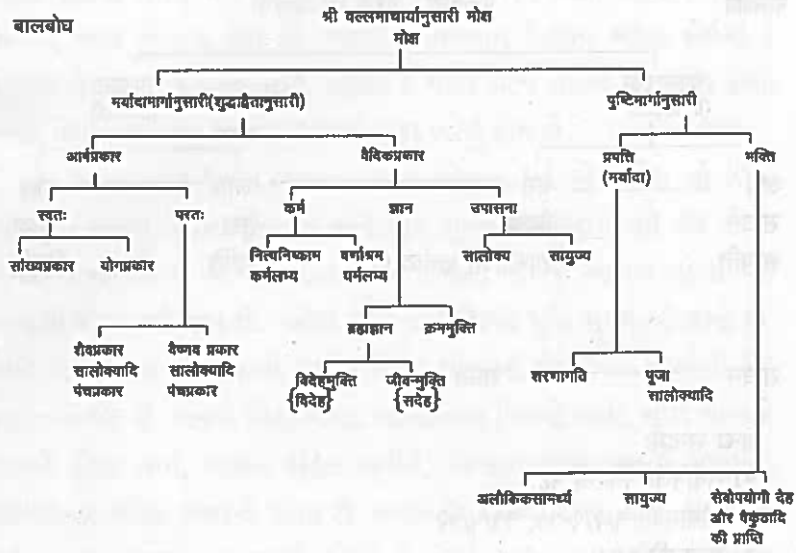 श्री वल्लमाचार्यानुसारी मोक्ष
बालबोघ
मोक्ष
मर्यादामार्गानुसारी(शुद्धाद्वैतानुसारी)
पुष्टिमार्गानुसारी
आर्षप्रकार
वैदिकप्रकार
प्रपत्ति
(मर्यादा)
भक्ति
स्वतः
परतः
कर्म
ज्ञान
उपासना
सांख्यप्रकार
योगप्रकार
नित्यनिष्काम
कर्मलभ्य
वर्णाश्रम
धर्मलभ्य
सालोक्य
सायुज्य
ब्रह्मज्ञान
क्रममुक्ति
शैवप्रकार
सालोक्यादि
पंचप्रकार
वैष्णव प्रकार
सालोक्यादि
पंचप्रकार
विदेहमुक्ति
{विदेह}
जीवन्मुक्ति
{सदेह}
सरणागति
पूजा
सालोक्यादि
अलौकिकसामर्थ्य
सायुज्य
सेवोपयोगी देह
और वैकुंठादि
की प्राप्ति